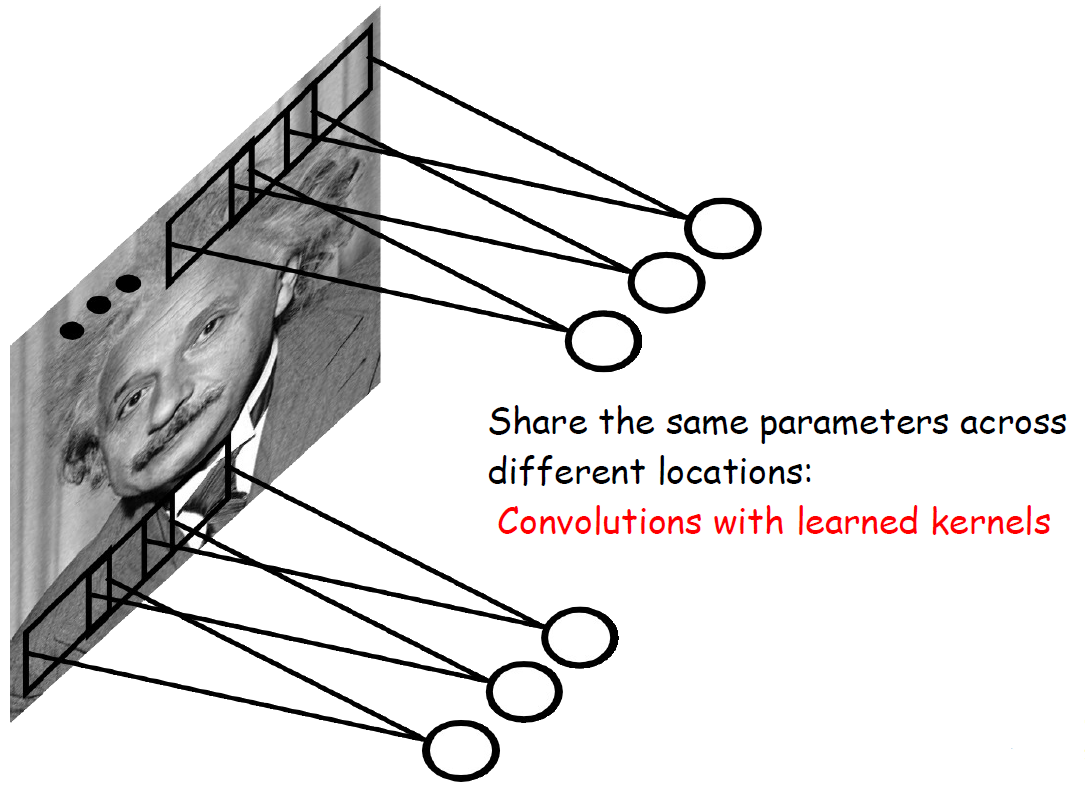 Share the same parameters across
different locations:
Convolutions with learned kernels